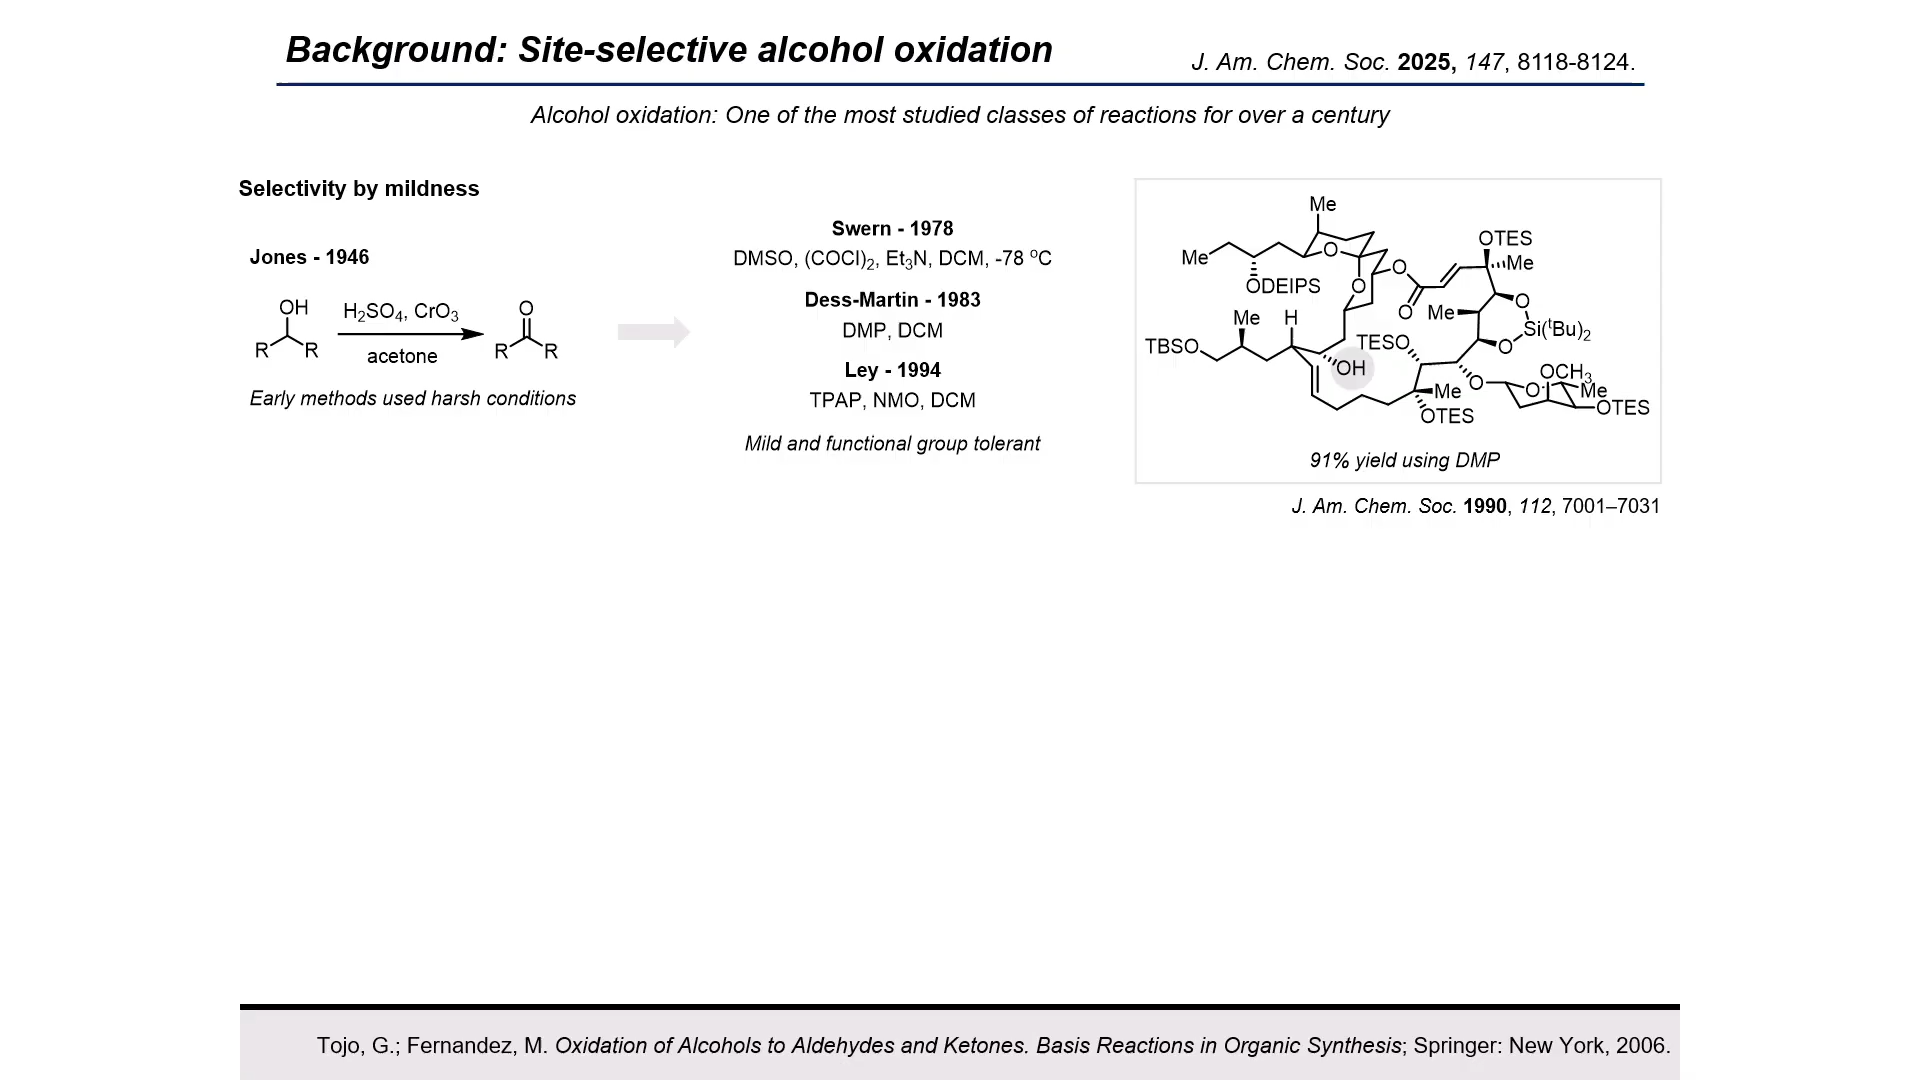 Background: Site-selective alcohol oxidation
J. Am. Chem. Soc. 2025, 147, 8118-8124.
Alcohol oxidation: One of the most studied classes of reactions for over a century
Selectivity by mildness
Jones - 1946
OH
R R
H2SO4, CrO3
acetone
O
R R
Early methods used harsh conditions
Swern - 1978
DMSO, (COCl)2, Et3N, DCM, -78 ºC
Dess-Martin - 1983
DMP, DCM
Ley - 1994
TPAP, NMO, DCM
Mild and functional group tolerant
Me
OTES
Me
O
Me
O
ODEIPS
O
O
O
Me
O
Me
H
Si(tBu)2
TBSO
TESO
O
OH
O
OCH3
Me
O
Me
OTES
OTES
91% yield using DMP
J. Am. Chem. Soc. 1990, 112, 7001–7031
Tojo, G.; Fernandez, M. Oxidation of Alcohols to Aldehydes and Ketones. Basis Reactions in Organic Synthesis; Springer: New York, 2006.